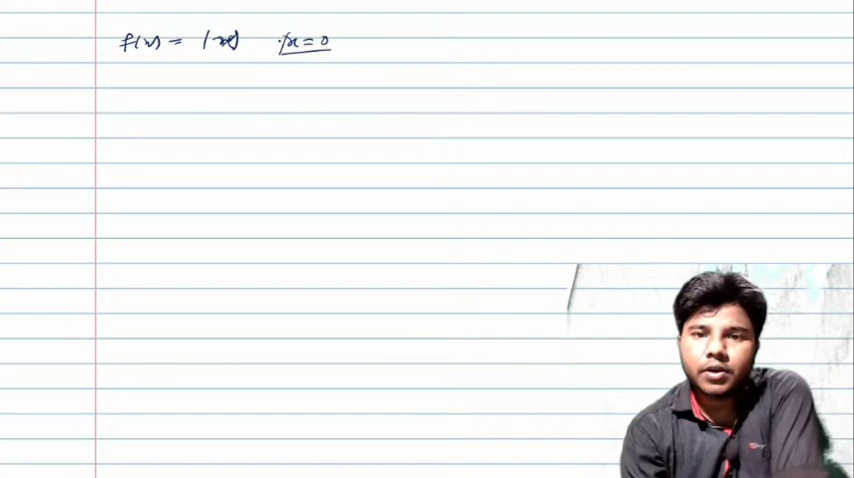 f(x) = |x| x = 0